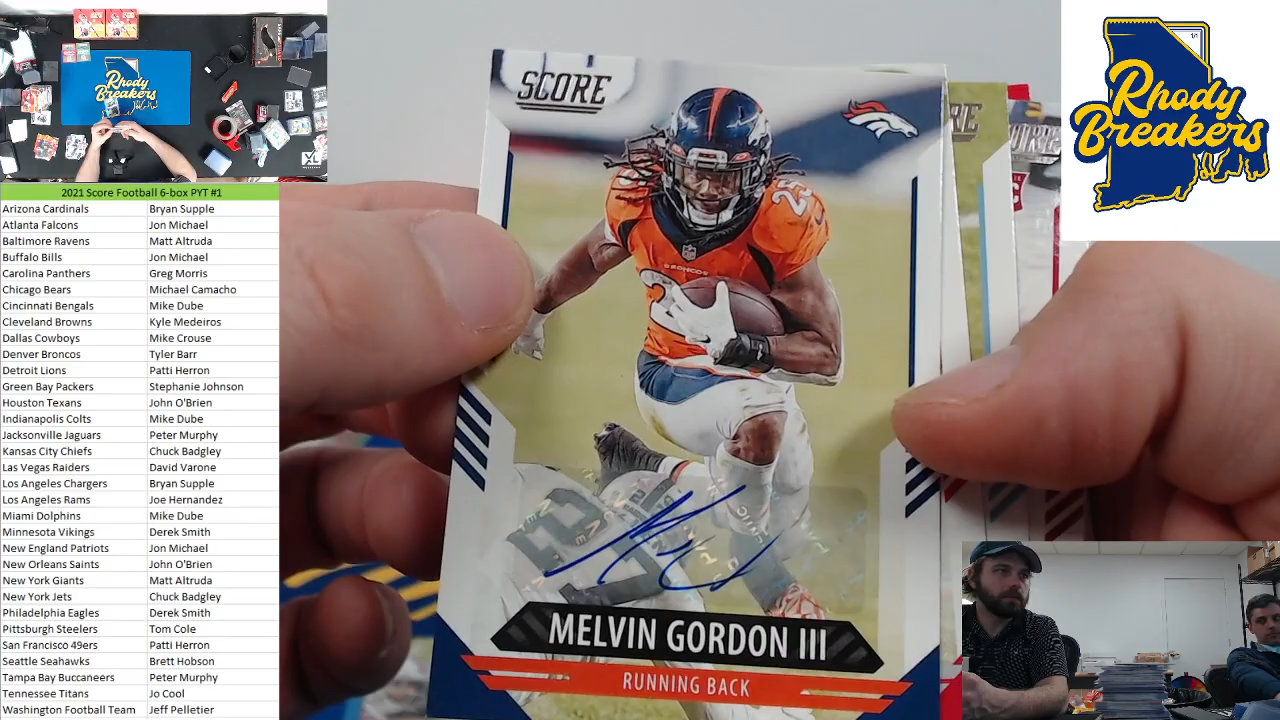 Rhody
Breakers
2021 Score Football 6-box PYT #1
Arizona Cardinals Bryan Supple
Atlanta Falcons Jon Michael
Baltimore Ravens Matt Altruda
Buffalo Bills Jon Michael
Carolina Panthers Greg Morris
Chicago Bears Michael Camacho
Cincinnati Bengals Mike Dube
Cleveland Browns Kyle Medeiros
Dallas Cowboys Mike Crouse
Denver Broncos Tyler Barr
Detroit Lions Patti Herron
Green Bay Packers Stephanie Johnson
Houston Texans John O'Brien
Indianapolis Colts Mike Dube
Jacksonville Jaguars Peter Murphy
Kansas City Chiefs Chuck Badgley
Las Vegas Raiders David Varone
Los Angeles Chargers Bryan Supple
Los Angeles Rams Joe Hernandez
Miami Dolphins Mike Dube
Minnesota Vikings Derek Smith
New England Patriots Jon Michael
New Orleans Saints John O'Brien
New York Giants Matt Altruda
New York Jets Chuck Badgley
Philadelphia Eagles Derek Smith
Pittsburgh Steelers Tom Cole
San Francisco 49ers Patti Herron
Seattle Seahawks Brett Hobson
Tampa Bay Buccaneers Peter Murphy
Tennessee Titans Jo Cool
Washington Football Team Jeff Pelletier
SCORE
BRONCOS
25
MELVIN GORDON III
RUNNING BACK
RE
Rhody
Breakers